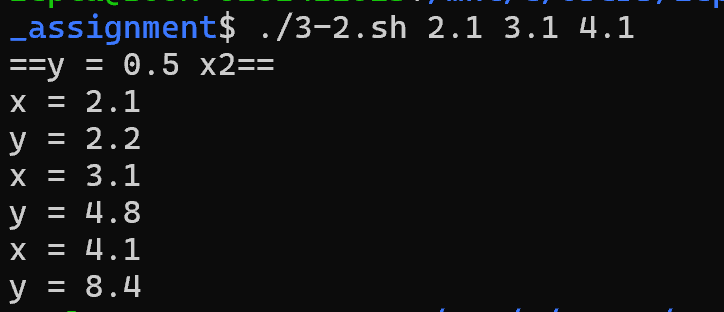 _assignment$ ./3-2.sh 2.1 3.1 4.1
==y = 0.5 x2==
x = 2.1
y = 2.2
x = 3.1
y = 4.8
x = 4.1
y = 8.4